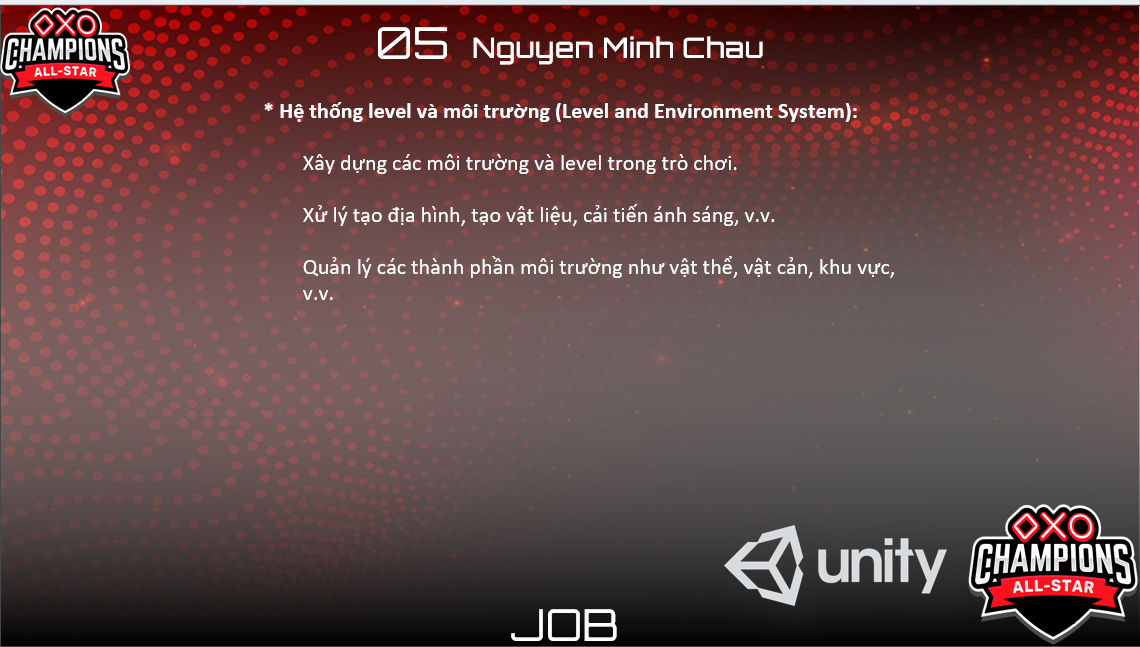 OXO
CHAMPIONS
ALL-STAR
05 Nguyen Minh Chau
* Hệ thống level và môi trường (Level and Environment System):
Xây dựng các môi trường và level trong trò chơi.
Xử lý tạo địa hình, tạo vật liệu, cải tiến ánh sáng, v.v.
Quản lý các thành phần môi trường như vật thể, vật cản, khu vực,
v.v.
unity
OXO
CHAMPIONS
ALL-STAR
JOB